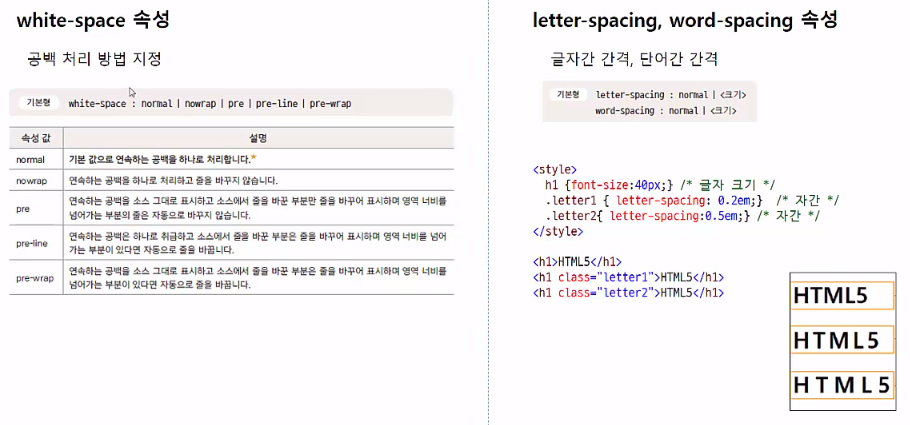 white-space 속성
공백 처리 방법 지정
기본형 white-space : normal | nowrap | pre | pre-line | pre-wrap
속성 값 설명
normal 기본 값으로 연속하는 공백을 하나로 처리합니다.*
nowrap 연속하는 공백을 하나로 처리하고 줄을 바꾸지 않습니다.
pre 연속하는 공백을 소스 그대로 표시하고 소스에서 줄을 바꾼 부분만 줄을 바꾸어 표시하며 영역 너비를
넘어가는 부분의 줄은 자동으로 바꾸지 않습니다.
pre-line 연속하는 공백은 하나로 취급하고 소스에서 줄을 바꾼 부분은 줄을 바꾸어 표시하며 영역 너비를 넘어
가는 부분이 있다면 자동으로 줄을 바꿉니다.
pre-wrap 연속하는 공백을 소스 그대로 표시하고 소스에서 줄을 바꾼 부분은 줄을 바꾸어 표시하며 영역 너비를
넘어가는 부분이 있다면 자동으로 줄을 바꿉니다.
letter-spacing, word-spacing 속성
글자간 간격, 단어간 간격
기본형 letter-spacing : normal | <크기>
word-spacing : normal | <크기>
<style>
h1 {font-size:40px;} /* 글자 크기 */
.letter1 { letter-spacing: 0.2em;} /* 자간 */
.letter2{ letter-spacing:0.5em;} /* 자간 */
</style>
<h1>HTML5</h1>
<h1 class="letter1">HTML5</h1>
<h1 class="letter2">HTML5</h1>
HTML5
HTML5
HTML5